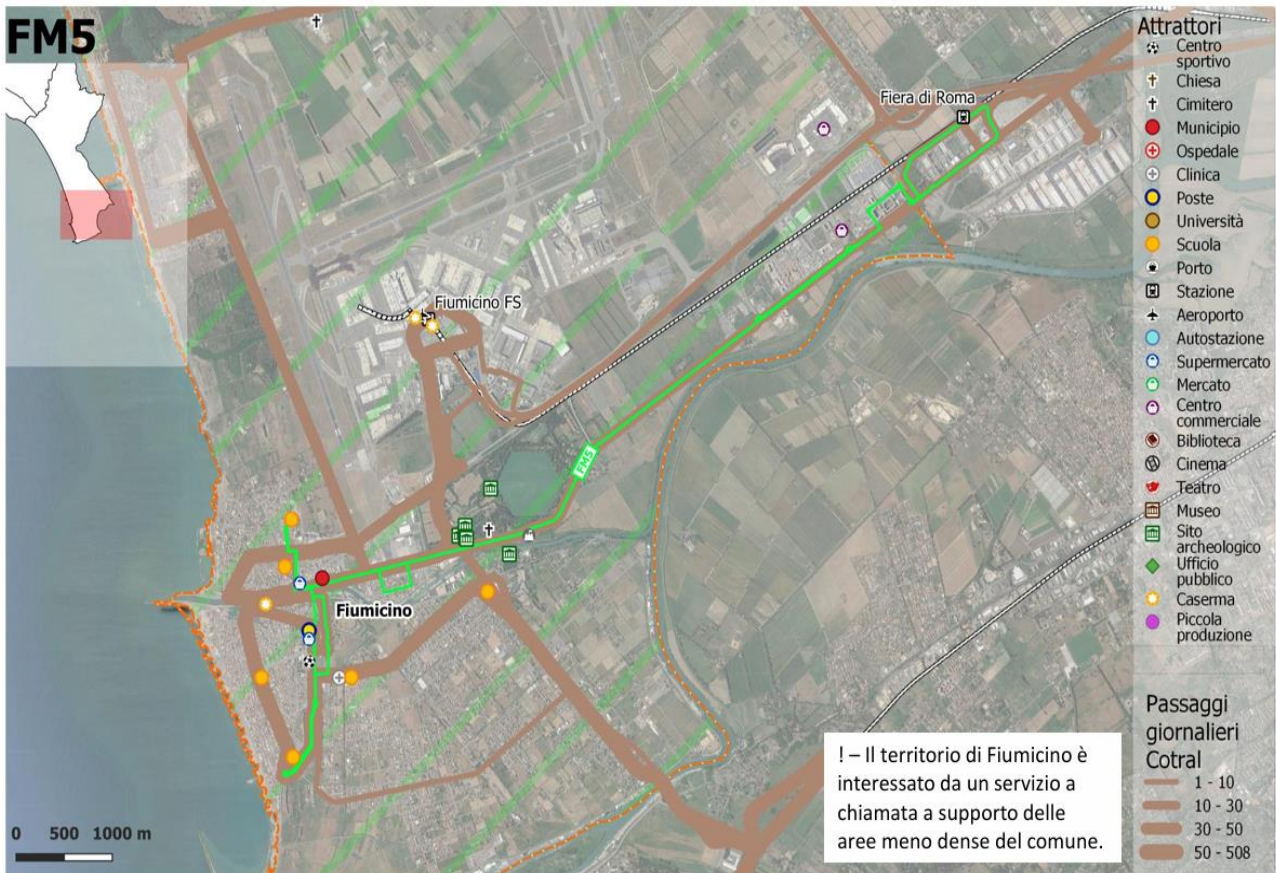 FM5
Fiera di Roma
Fiumicino FS
FM5
Fiumicino
0 500 1000 m
! – Il territorio di Fiumicino è
interessato da un servizio a
chiamata a supporto delle
aree meno dense del comune.
Attrattori
Centro
sportivo
Chiesa
Cimitero
Municipio
Ospedale
Clinica
Poste
Università
Scuola
Porto
Stazione
Aeroporto
Autostazione
Supermercato
Mercato
Centro
commerciale
Biblioteca
Cinema
Teatro
Museo
Sito
archeologico
Ufficio
pubblico
Caserma
Piccola
produzione
Passaggi
giornalieri
Cotral
1 - 10
10 - 30
30 - 50
50 - 508